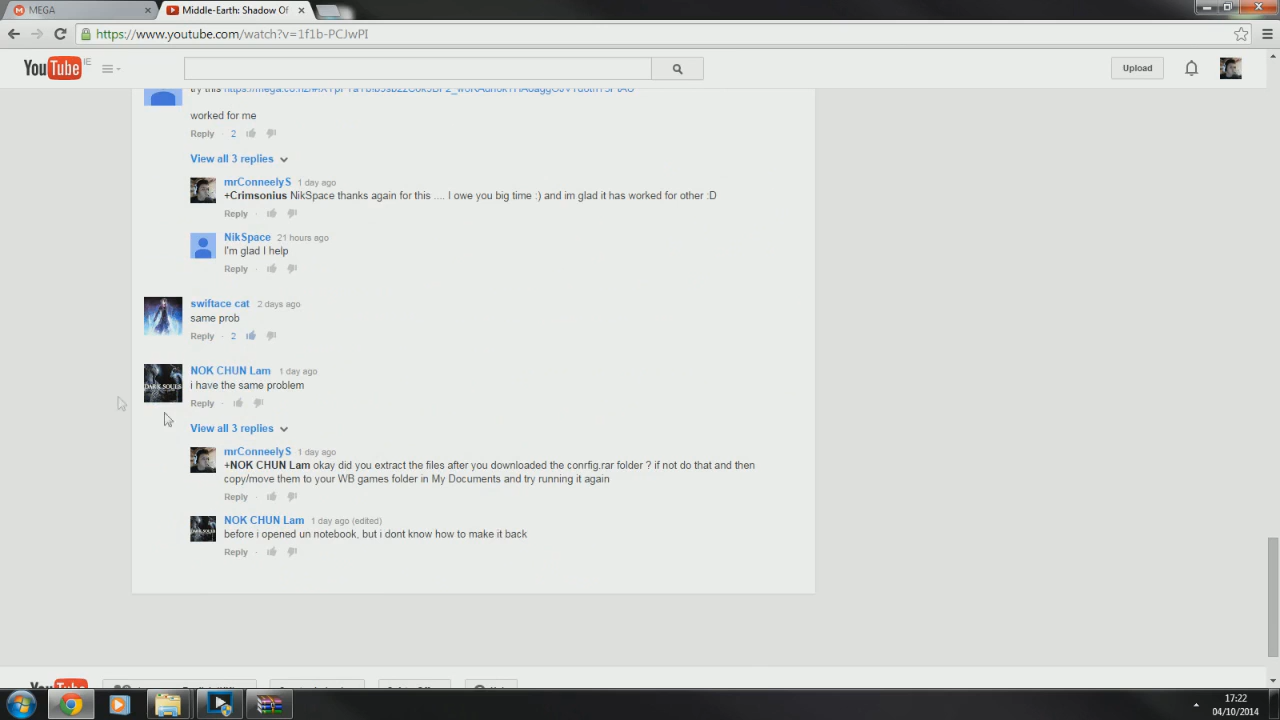 MEGA
Middle-Earth: Shadow Of
https://www.youtube.com/watch?v=1f1b-PCJwPI
YouTube IE
Upload
try this
worked for me
Reply · 2
View all 3 replies
mrConneelyS 1 day ago
+Crimsonius NikSpace thanks again for this .... I owe you big time :) and im glad it has worked for other :D
Reply ·
NikSpace 21 hours ago
I'm glad I help
Reply ·
swiftace cat 2 days ago
same prob
Reply · 2
NOK CHUN Lam 1 day ago
DARK SOULS
i have the same problem
Reply ·
View all 3 replies
mrConneelyS 1 day ago
+NOK CHUN Lam okay did you extract the files after you downloaded the conrfig.rar folder ? if not do that and then
copy/move them to your WB games folder in My Documents and try running it again
Reply ·
NOK CHUN Lam 1 day ago (edited)
before i opened un notebook, but i dont know how to make it back
Reply ·
YouTube
17:22
04/10/2014